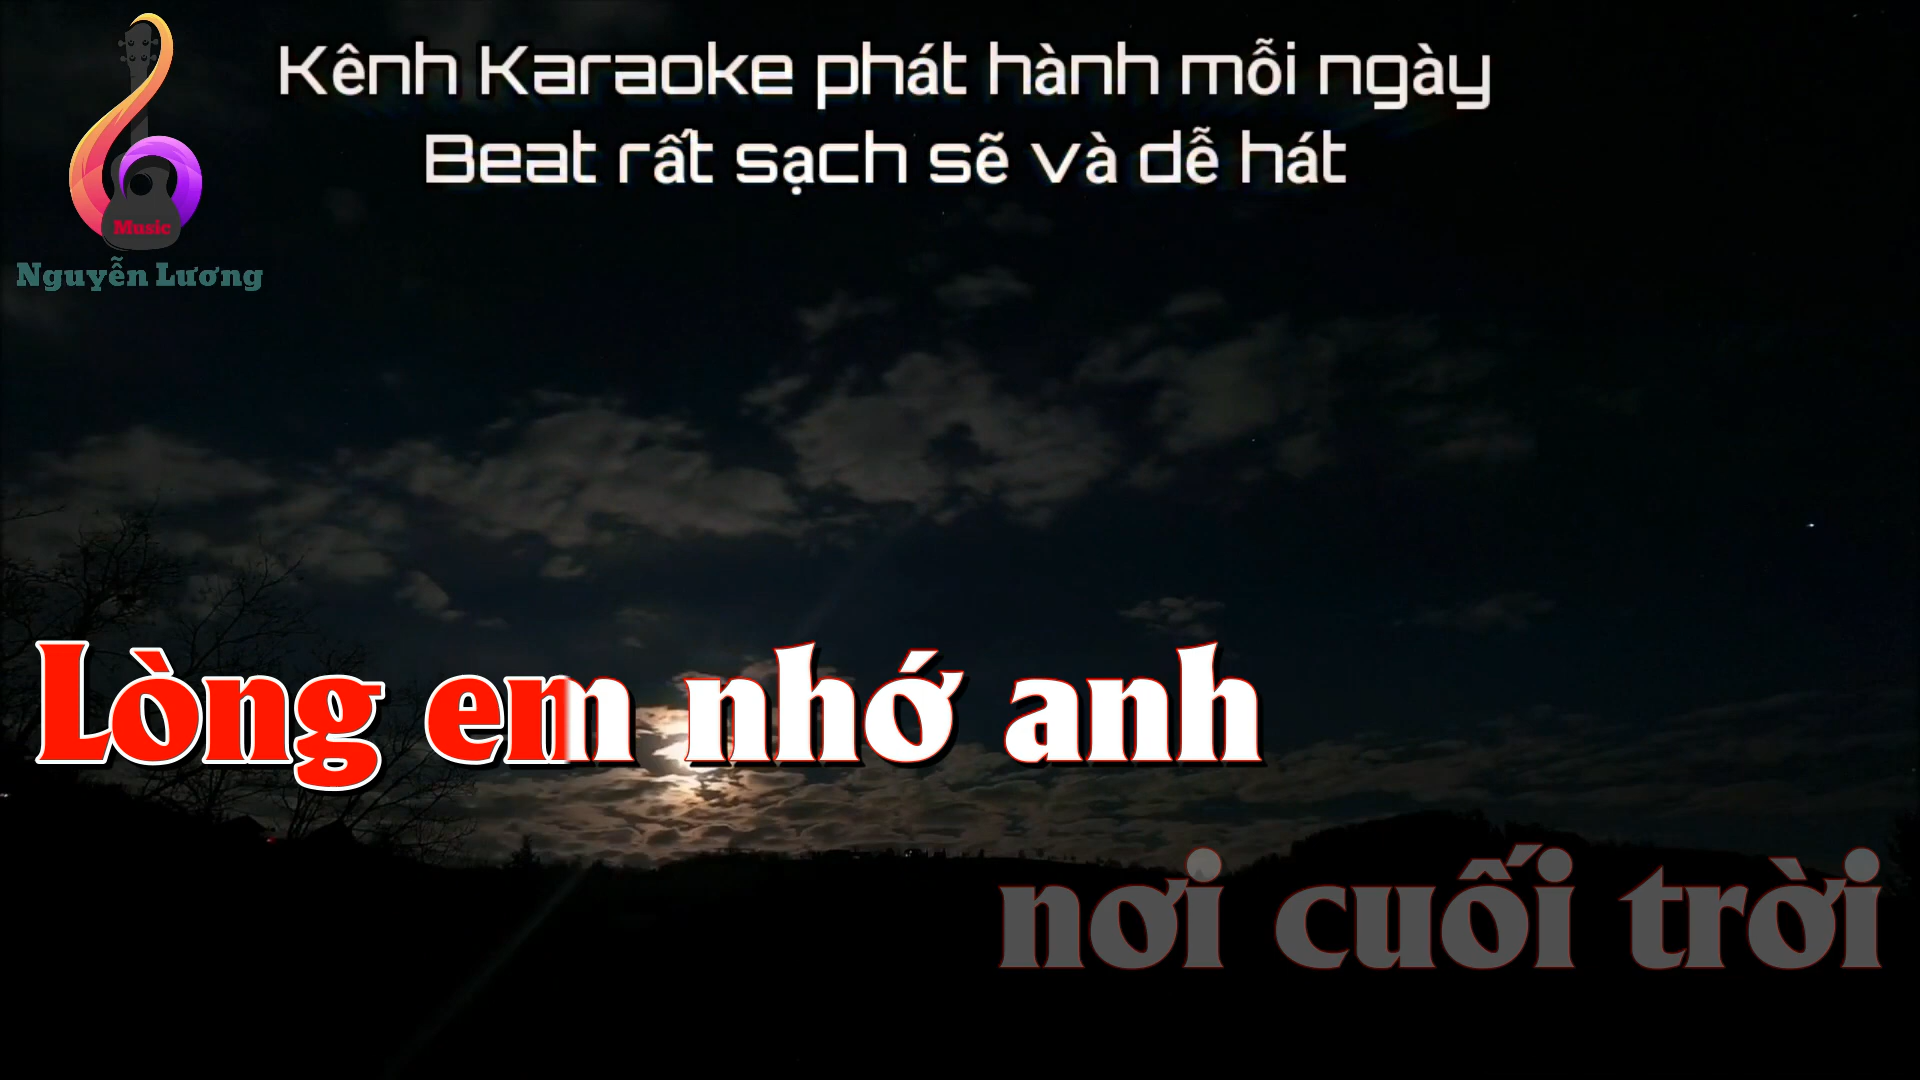 Kênh Karaoke phát hành mỗi ngày
Beat rất sạch sẽ và dễ hát
Music
Nguyễn Lương
Lòng em nhớ anh
nơi cuối trời